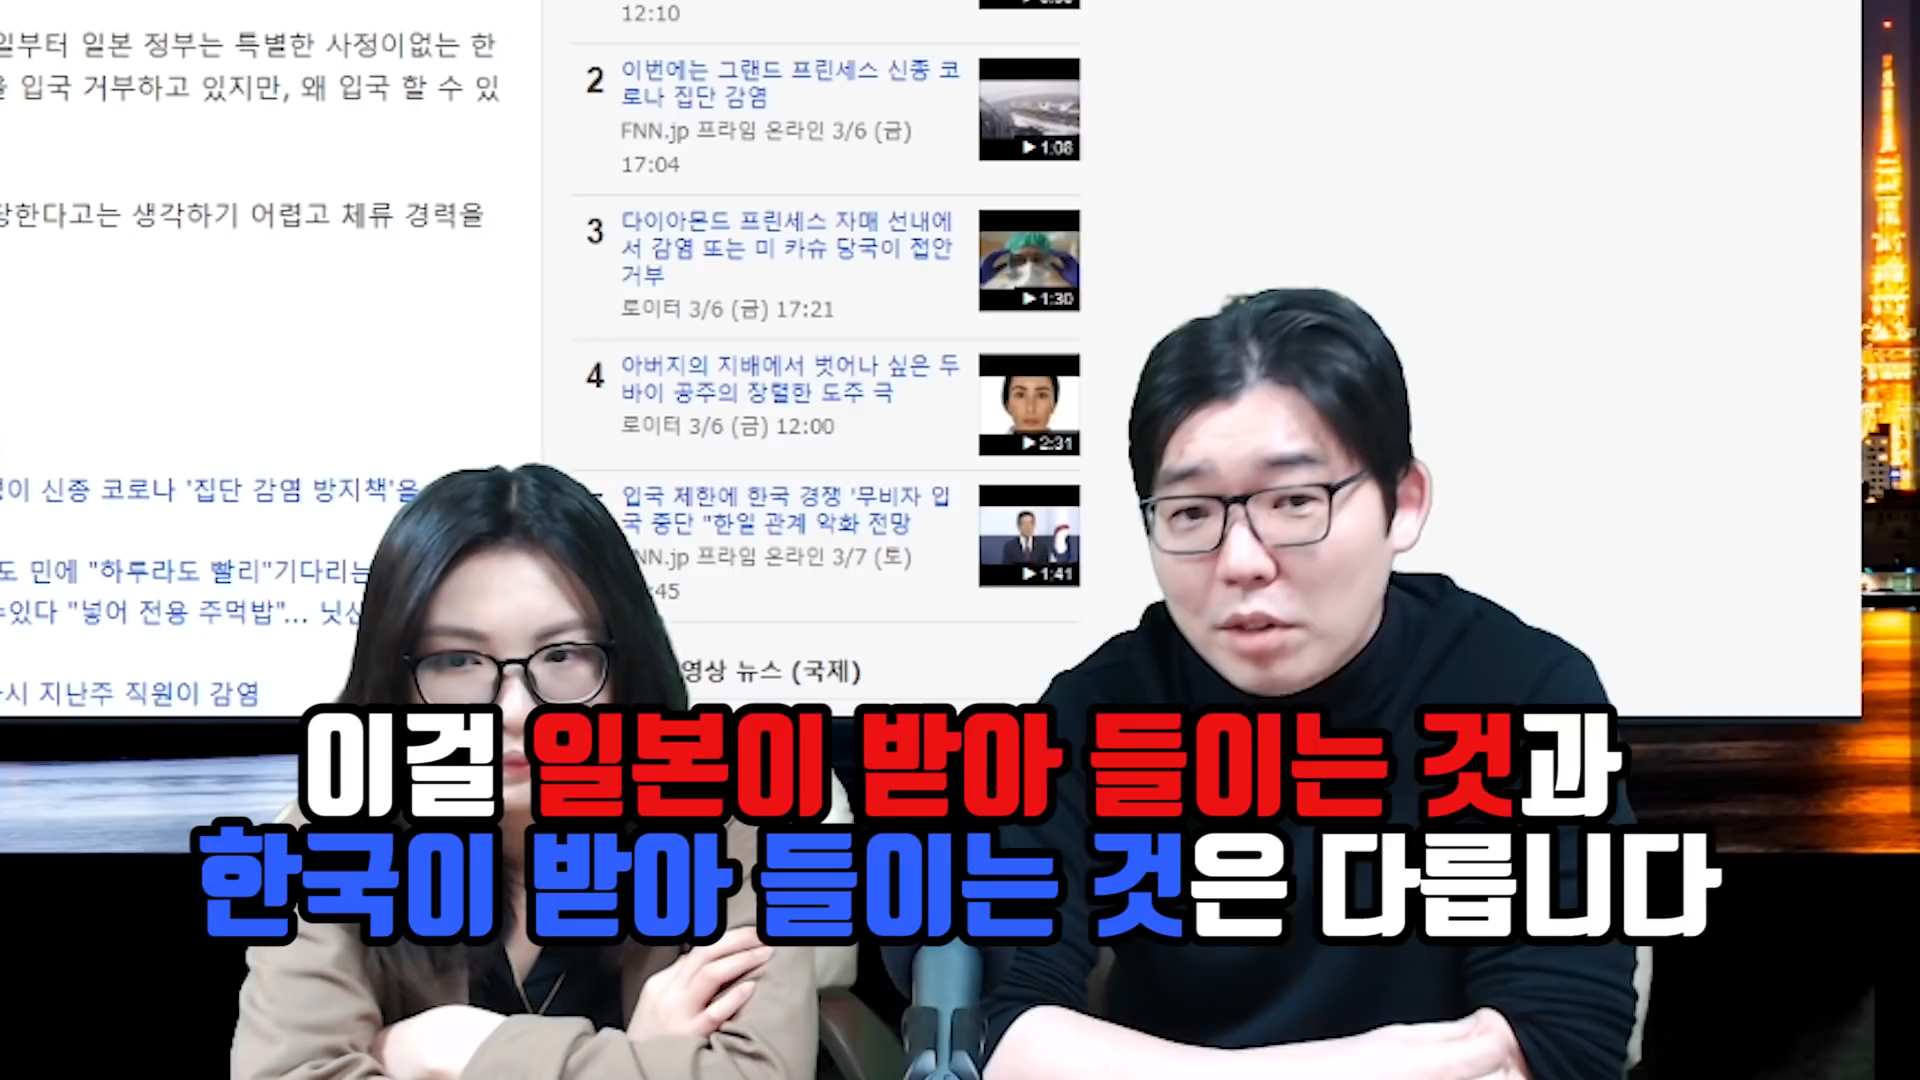 일부터 일본 정부는 특별한 사정이없는 한
입국 거부하고 있지만, 왜 입국 할 수 있
당한다고는 생각하기 어렵고 체류 경력을
신종 코로나 '집단 감염 방지책'을
도 민에 "하루라도 빨리"기다리는
수있다 "넣어 전용 주먹밥"... 닛신
시 지난주 직원이 감염
12:10
2
이번에는 그랜드 프린세스 신종 코
로나 집단 감염
FNN.jp 프라임 온라인 3/6 (금)
17:04
1:08
3
다이아몬드 프린세스 자매 선내에
서 감염 또는 미 카슈 당국이 접안
거부
로이터 3/6 (금) 17:21
1:30
4
아버지의 지배에서 벗어나 싶은 두
바이 공주의 장렬한 도주 극
로이터 3/6 (금) 12:00
2:31
입국 제한에 한국 경쟁 '무비자 입
국 중단 "한일 관계 악화 전망
NN.jp 프라임 온라인 3/7 (토)
:45
1:41
영상 뉴스 (국제)
이걸 일본이 받아 들이는 것과
한국이 받아 들이는 것은 다릅니다